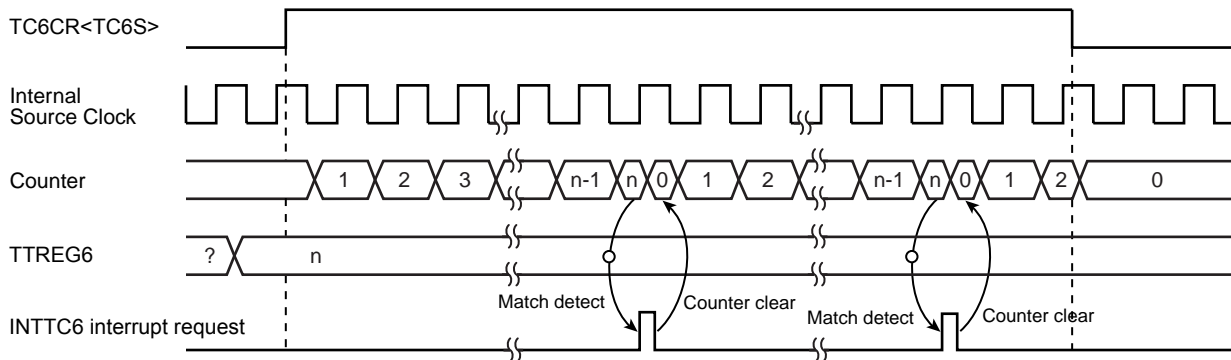 TC6CR<TC6S>
Internal
Source Clock
Counter
1 2 3 n-1 n 0 1 2 n-1 n 0 1 2 0
TTREG6
? n
Match detect Counter clear Match detect Counter clear
INTTC6 interrupt request